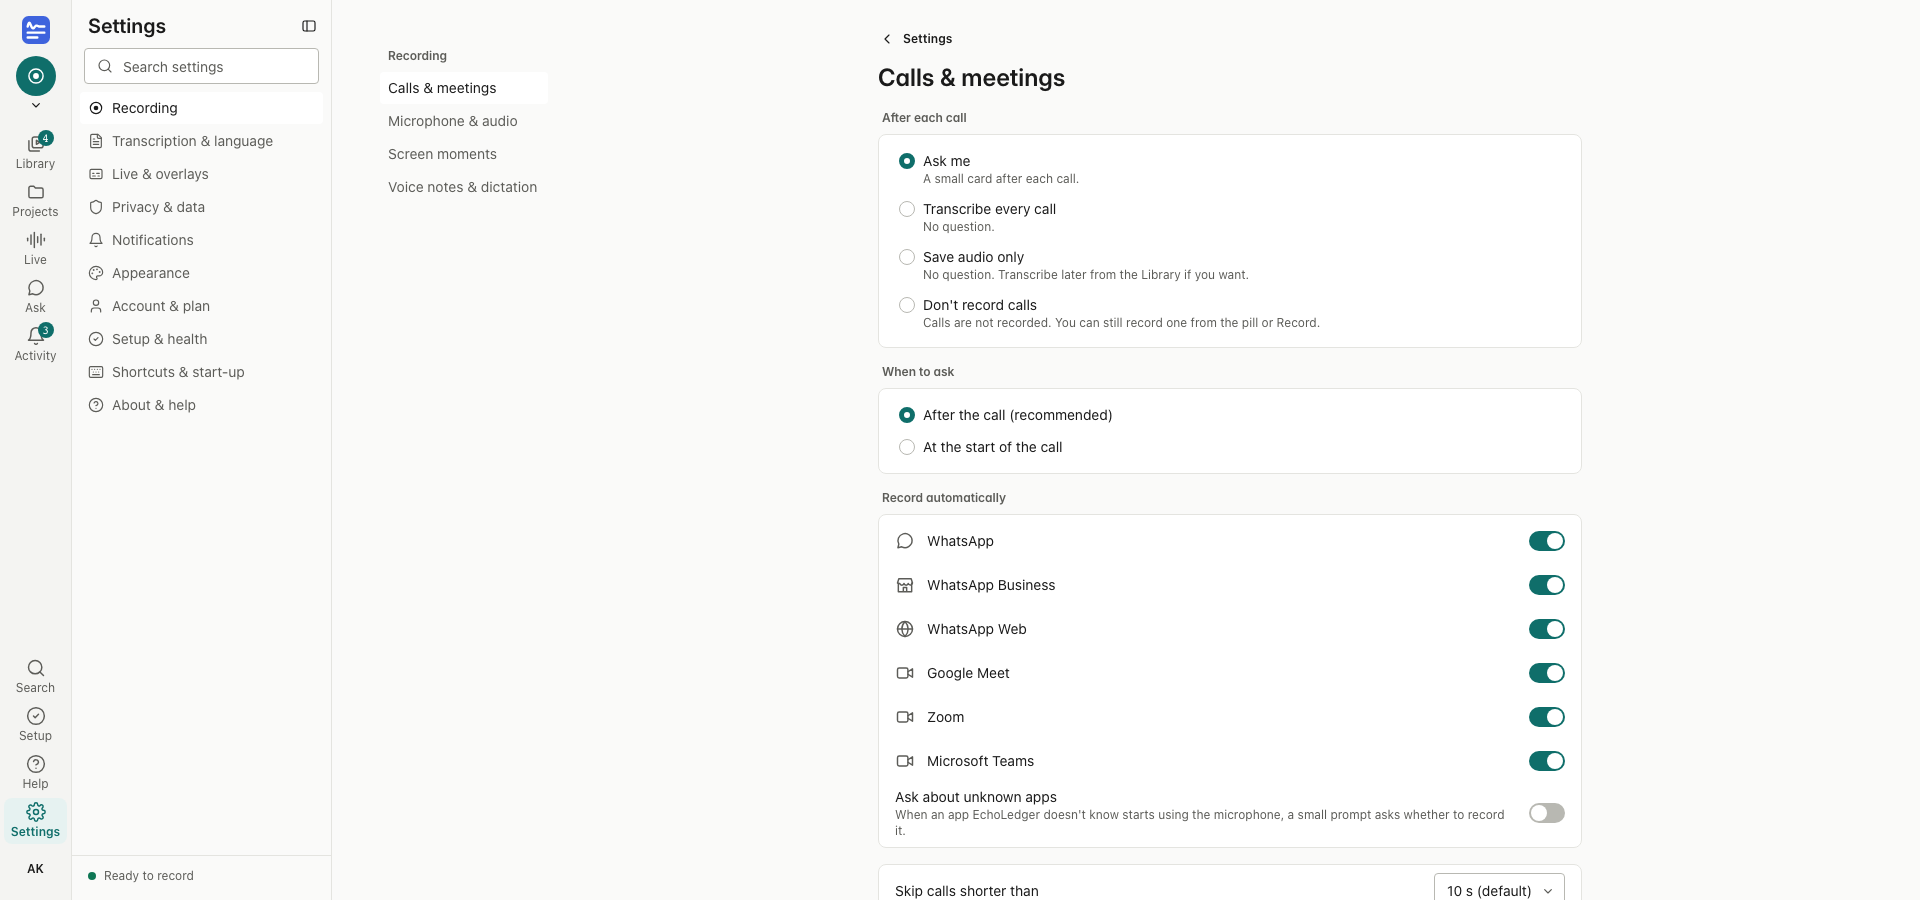 Settings
Search settings
Recording
Transcription & language
Live & overlays
Privacy & data
Notifications
Appearance
Account & plan
Setup & health
Shortcuts & start-up
About & help
Ready to record
4
Library
Projects
Live
Ask
3
Activity
Search
Setup
Help
Settings
AK
Recording
Calls & meetings
Microphone & audio
Screen moments
Voice notes & dictation
Settings
Calls & meetings
After each call
Ask me
A small card after each call.
Transcribe every call
No question.
Save audio only
No question. Transcribe later from the Library if you want.
Don't record calls
Calls are not recorded. You can still record one from the pill or Record.
When to ask
After the call (recommended)
At the start of the call
Record automatically
WhatsApp
WhatsApp Business
WhatsApp Web
Google Meet
Zoom
Microsoft Teams
Ask about unknown apps
When an app EchoLedger doesn't know starts using the microphone, a small prompt asks whether to record
it.
Skip calls shorter than
10 s (default)